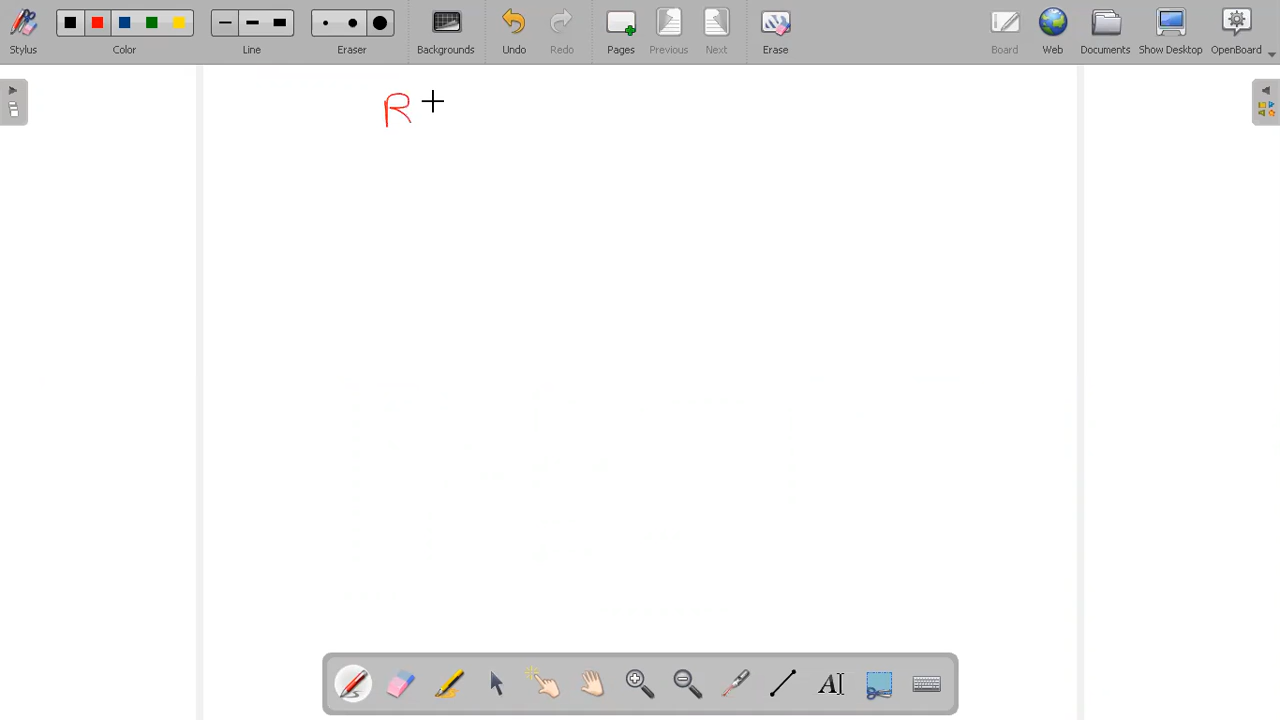 Stylus Color Line Eraser Backgrounds Undo Redo Pages Previous Next Erase Board Web Documents Show Desktop OpenBoard
R
A